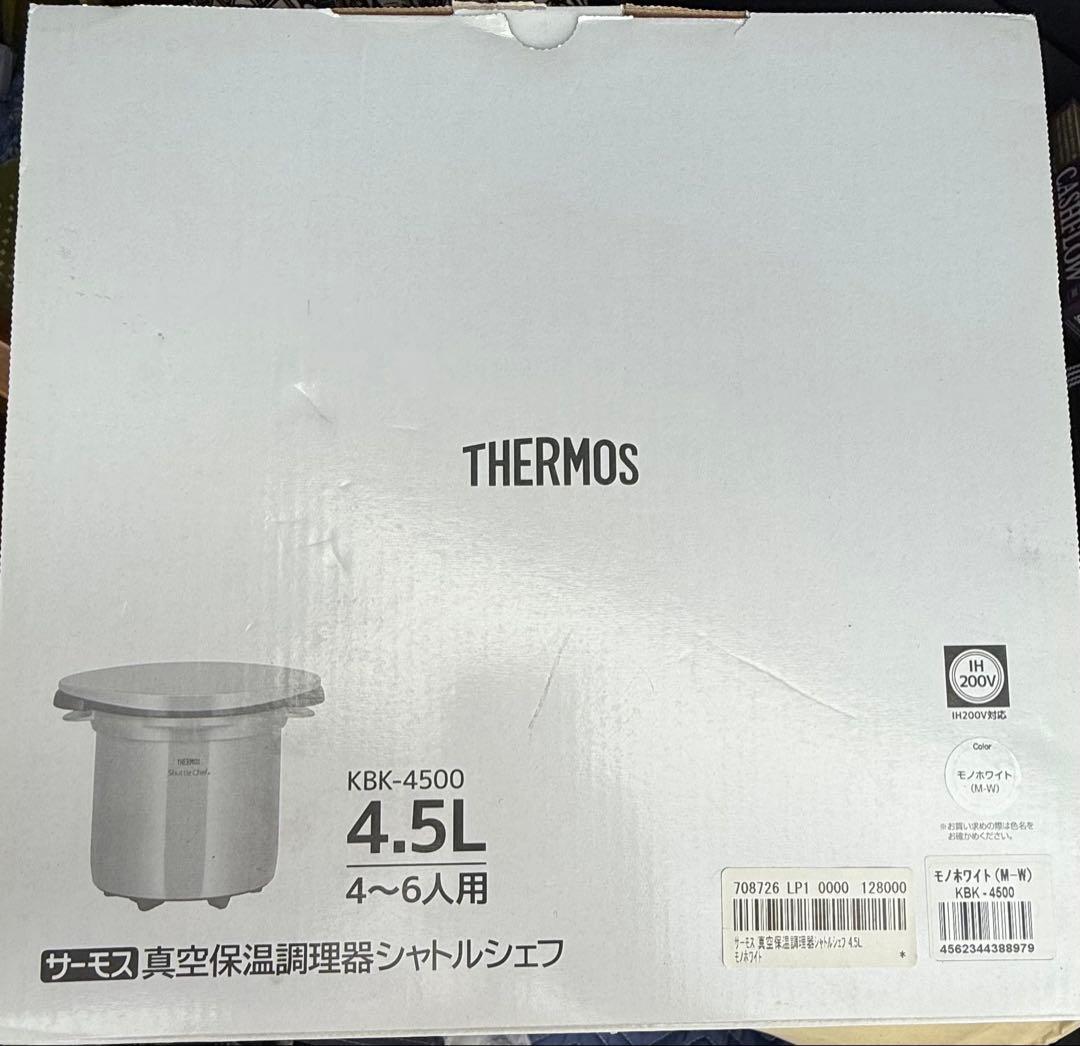 CASHFLOW
THERMOS
IH
200V
IH200V対応
Color
モノホワイト
(M-W)
※お買い求めの際は色名を
お確かめください。
THERMOS
Shuttle Chef
KBK-4500
4.5L
4〜6人用
サーモス 真空保温調理器シャトルシェフ
708726 LP1 0000 128000
サーモス 真空保温調理器シャトルシェフ 4.5L
モノホワイト
*
モノホワイト(M-W)
KBK-4500
4562344388979